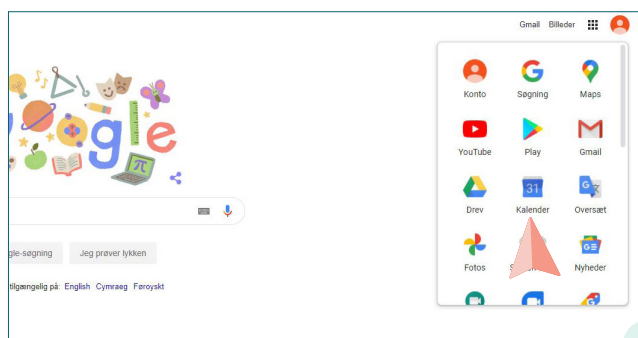 Gmail Billeder
Konto Søgning Maps
YouTube Play Gmail
31
Drev Kalender Oversæt
Fotos Nyheder
gle
π
gle-søgning Jeg prøver lykken
tilgængelig på: English Cymraeg Føroyskt